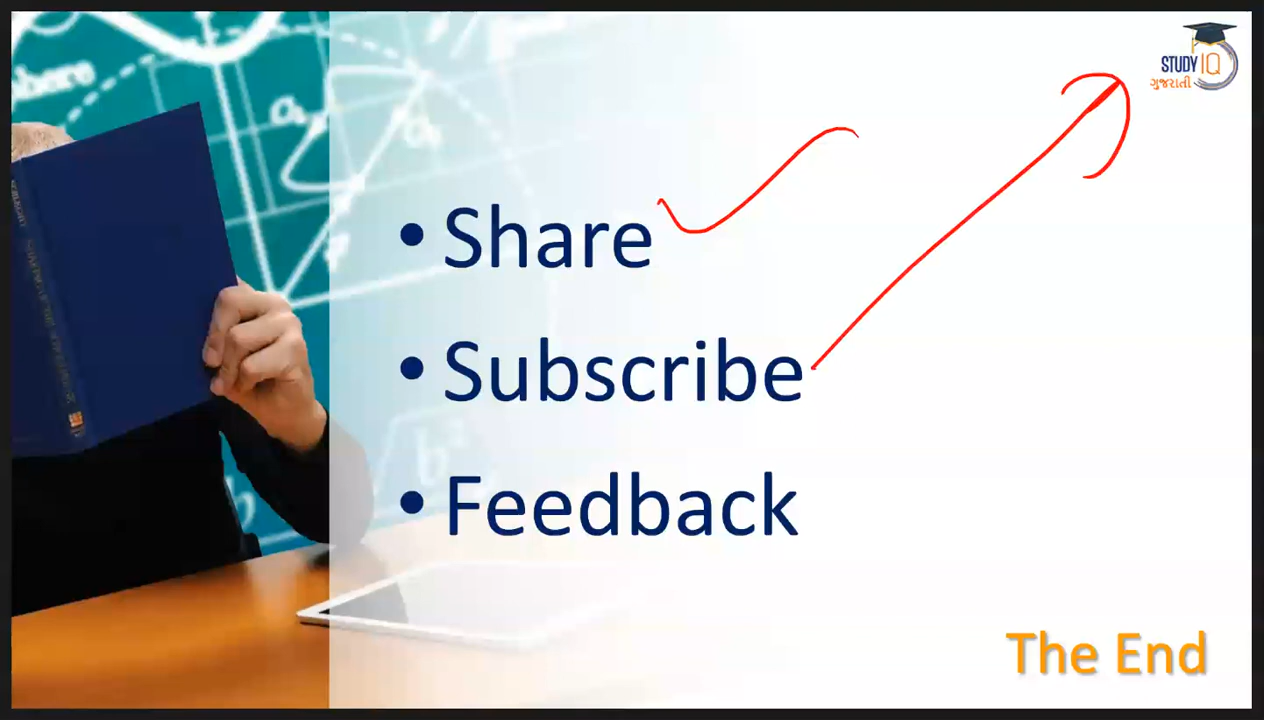 STUDY IQ
ગુજરાતી
• Share
• Subscribe
• Feedback
The End